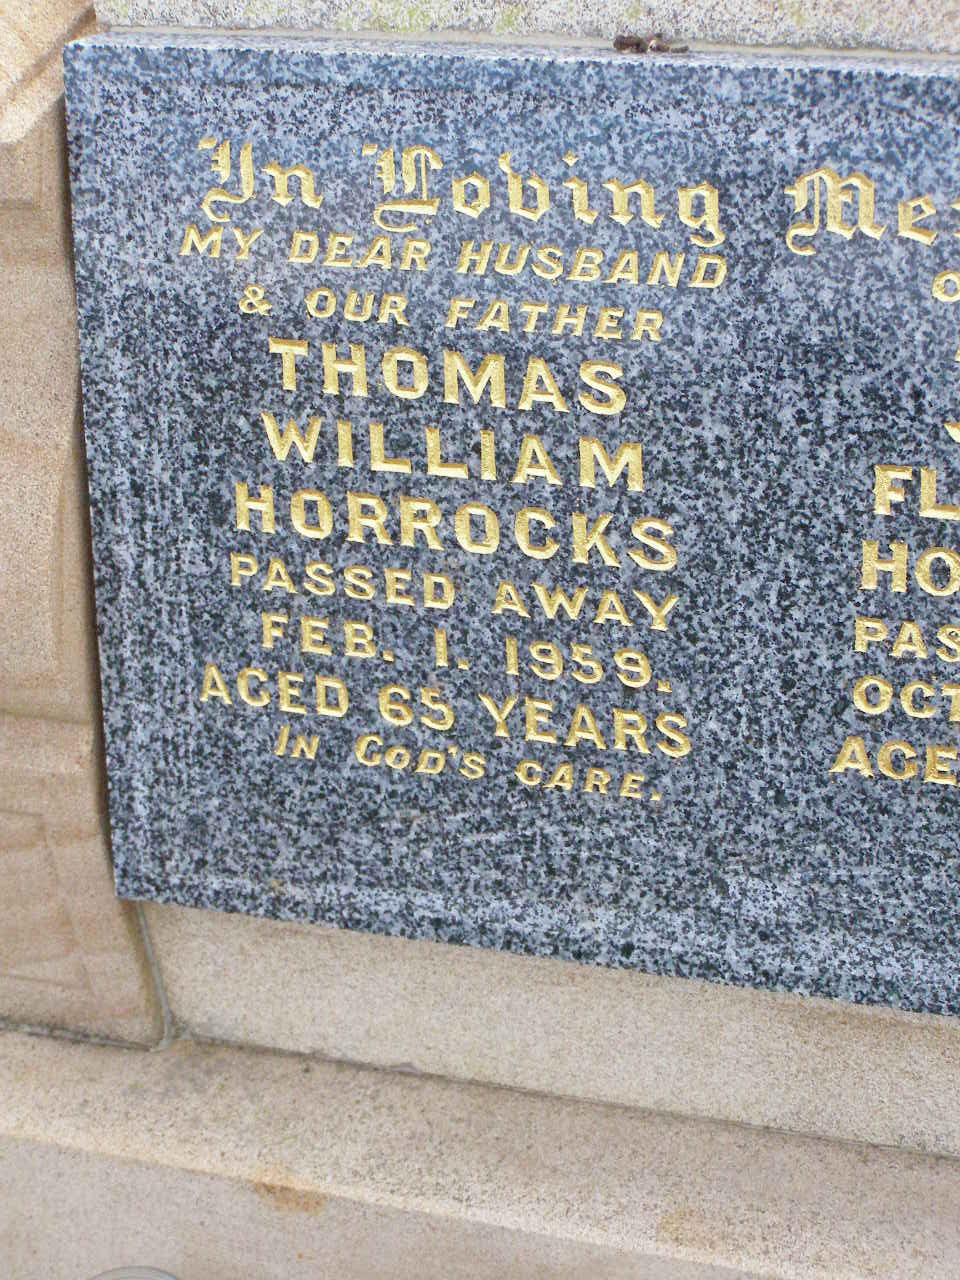 In Loving
MY DEAR HUSBAND
& OUR FATHER
THOMAS
WILLIAM
HORROCKS
PASSED AWAY
FEB. 1. 1959.
AGED 65 YEARS
IN GOD'S CARE.